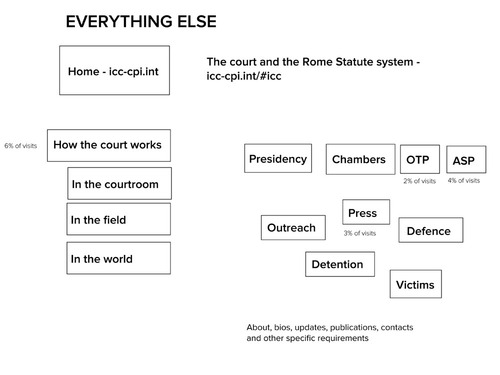 EVERYTHING ELSE
Home - icc-cpi.int
The court and the Rome Statute system -
icc-cpi.int/#icc
6% of visits
How the court works
In the courtroom
In the field
In the world
Presidency
Chambers
OTP
ASP
2% of visits
4% of visits
Press
3% of visits
Outreach
Defence
Detention
Victims
About, bios, updates, publications, contacts
and other specific requirements